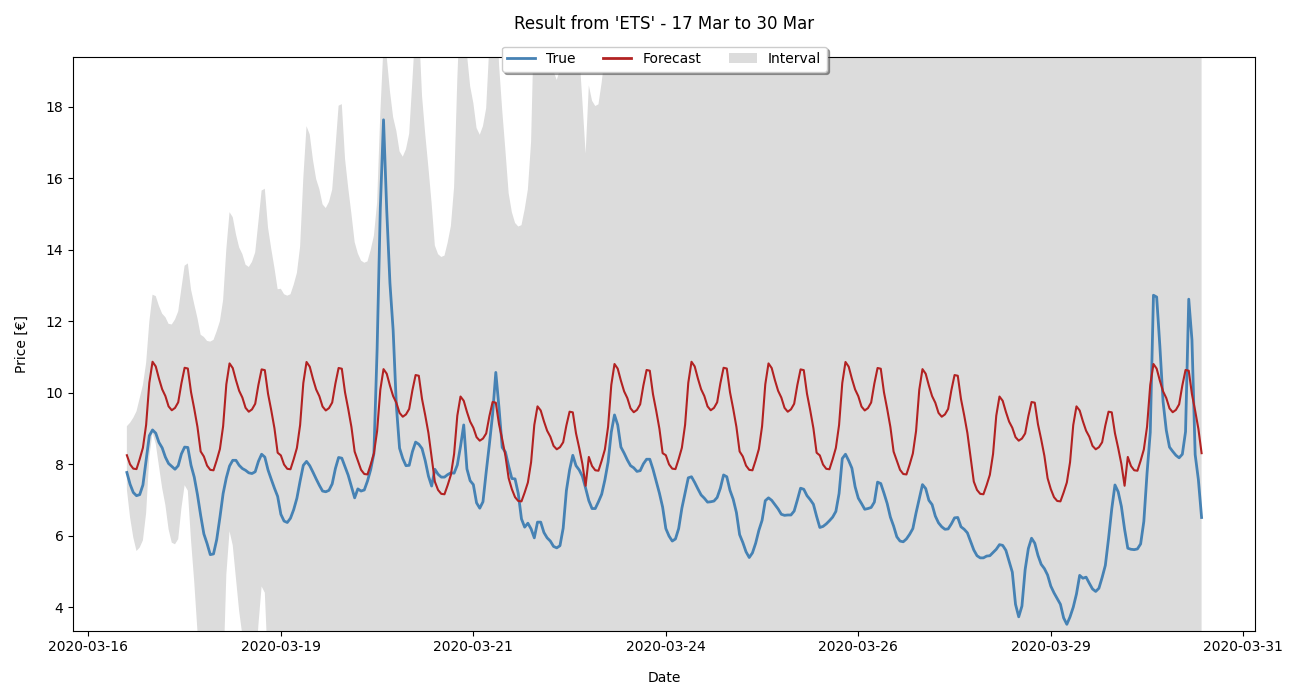 Result from 'ETS' - 17 Mar to 30 Mar
True Forecast Interval
Price [€]
18
16
14
12
10
8
6
4
2020-03-16 2020-03-19 2020-03-21 2020-03-24 2020-03-26 2020-03-29 2020-03-31
Date